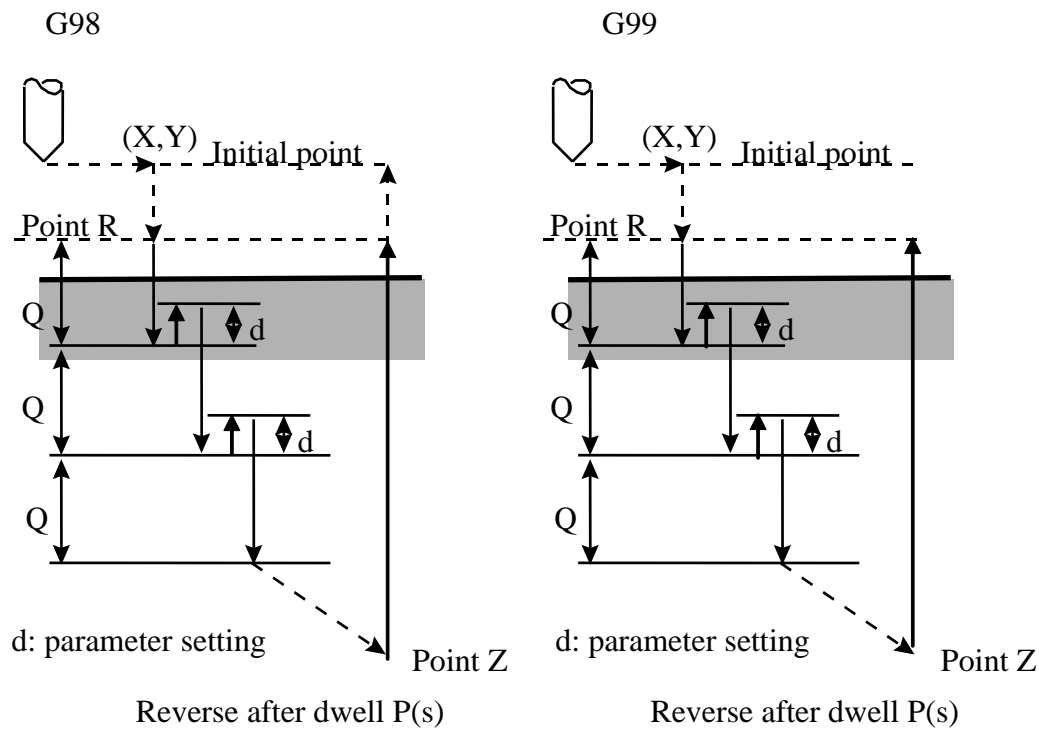 G98
(X,Y)
Initial point
Point R
Q
d
Q
d
Q
d: parameter setting
Point Z
Reverse after dwell P(s)
G99
(X,Y)
Initial point
Point R
Q
d
Q
d
Q
d: parameter setting
Point Z
Reverse after dwell P(s)